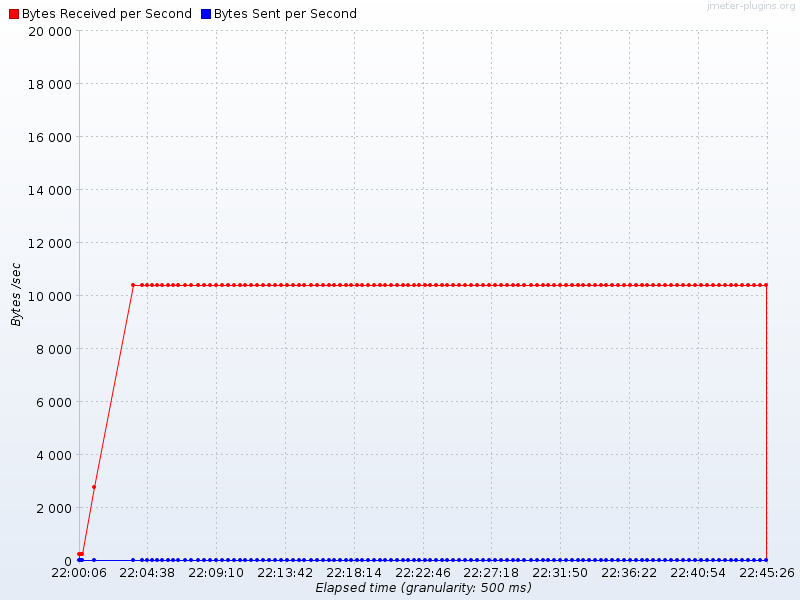 Bytes Received per Second Bytes Sent per Second
jmeter-plugins.org
20 000
18 000
16 000
14 000
12 000
10 000
8 000
6 000
4 000
2 000
0
Bytes /sec
22:00:06 22:04:38 22:09:10 22:13:42 22:18:14 22:22:46 22:27:18 22:31:50 22:36:22 22:40:54 22:45:26
Elapsed time (granularity: 500 ms)